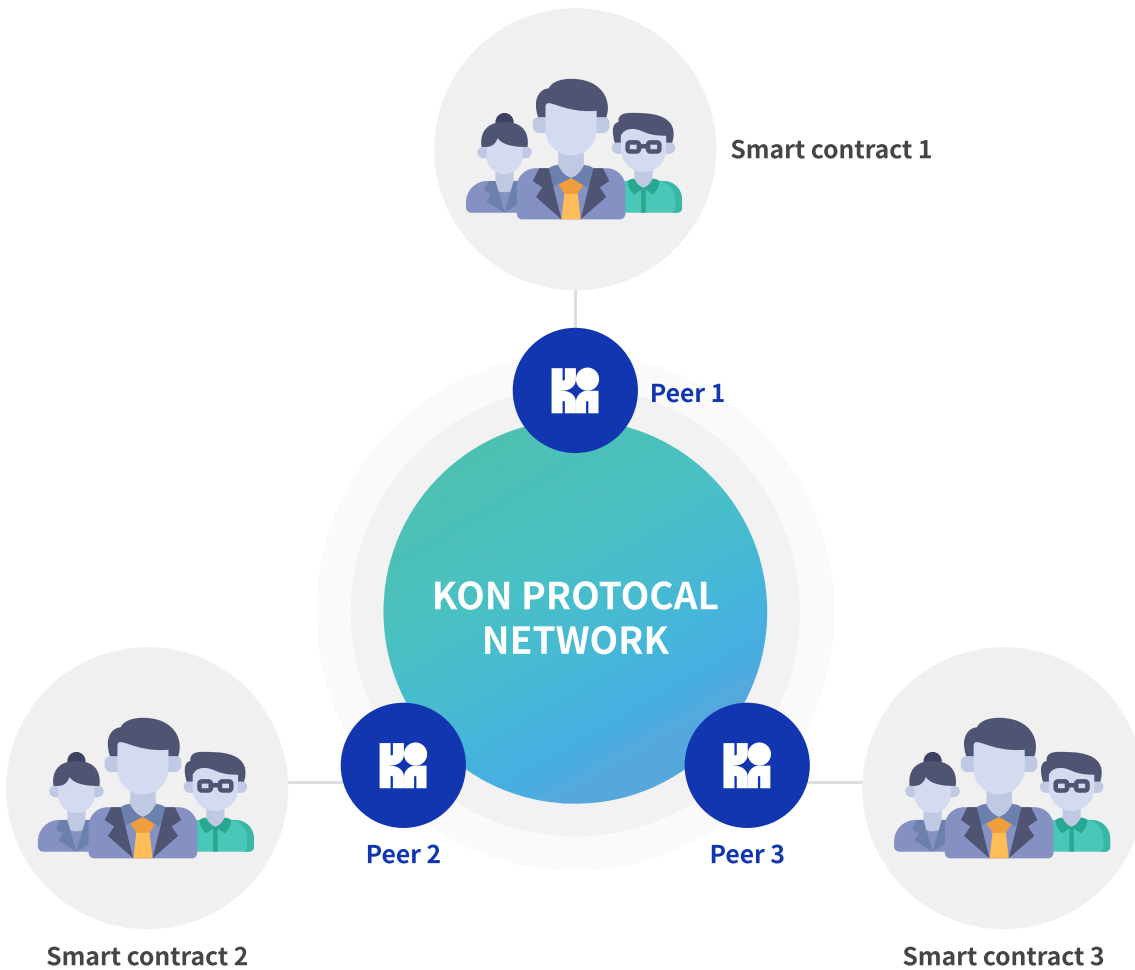 Smart contract 1
Peer 1
KON PROTOCAL
NETWORK
Peer 2
Peer 3
Smart contract 2
Smart contract 3